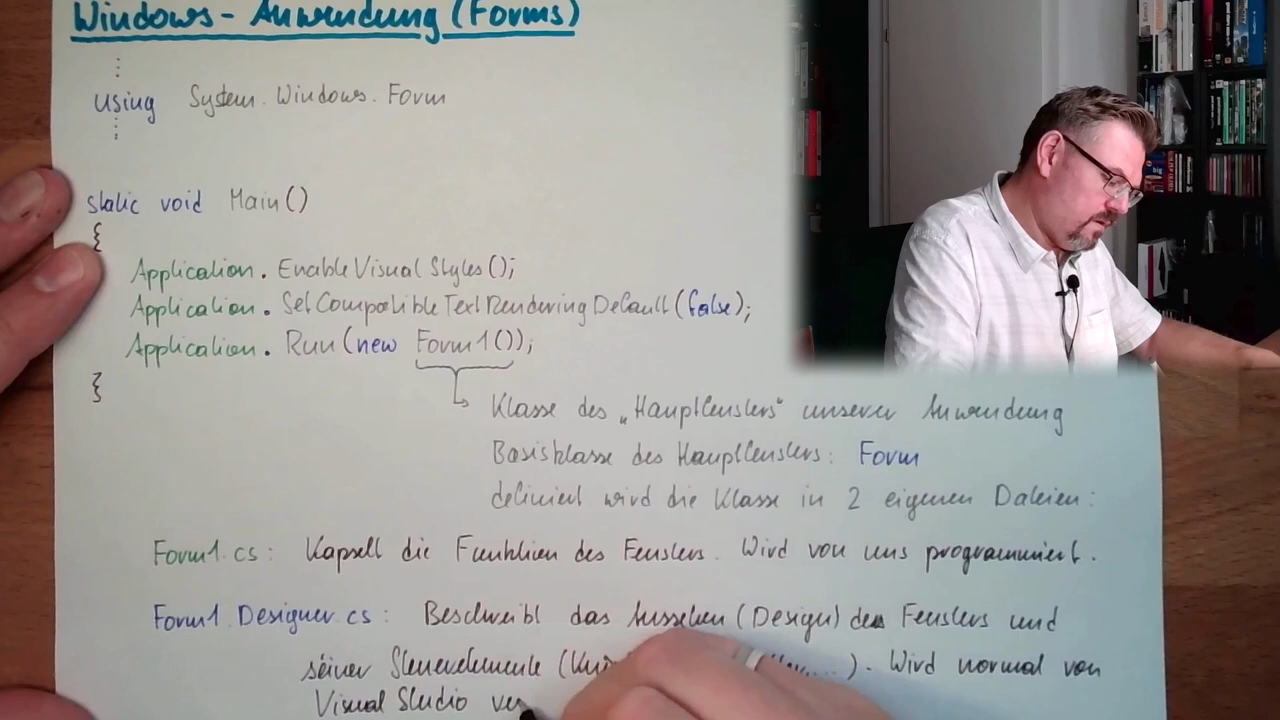 Windows-Anwendung (Forms)
using System.Windows.Form
static void Main()
{
Application.EnableVisualStyles();
Application.SetCompatibleTextRenderingDefault(false);
Application.Run(new Form1());
}
Klasse des „Hauptfensters" unserer Anwendung
Basisklasse des Hauptfensters: Form
definiert wird die Klasse in 2 eigenen Dateien:
Form1.cs: Kapselt die Funktion des Fensters. Wird von uns programmiert.
Form1.Designer.cs: Beschreibt das Aussehen (Design) des Fensters und
seiner Steuerelemente ( ...). Wird normal von
Visual Studio